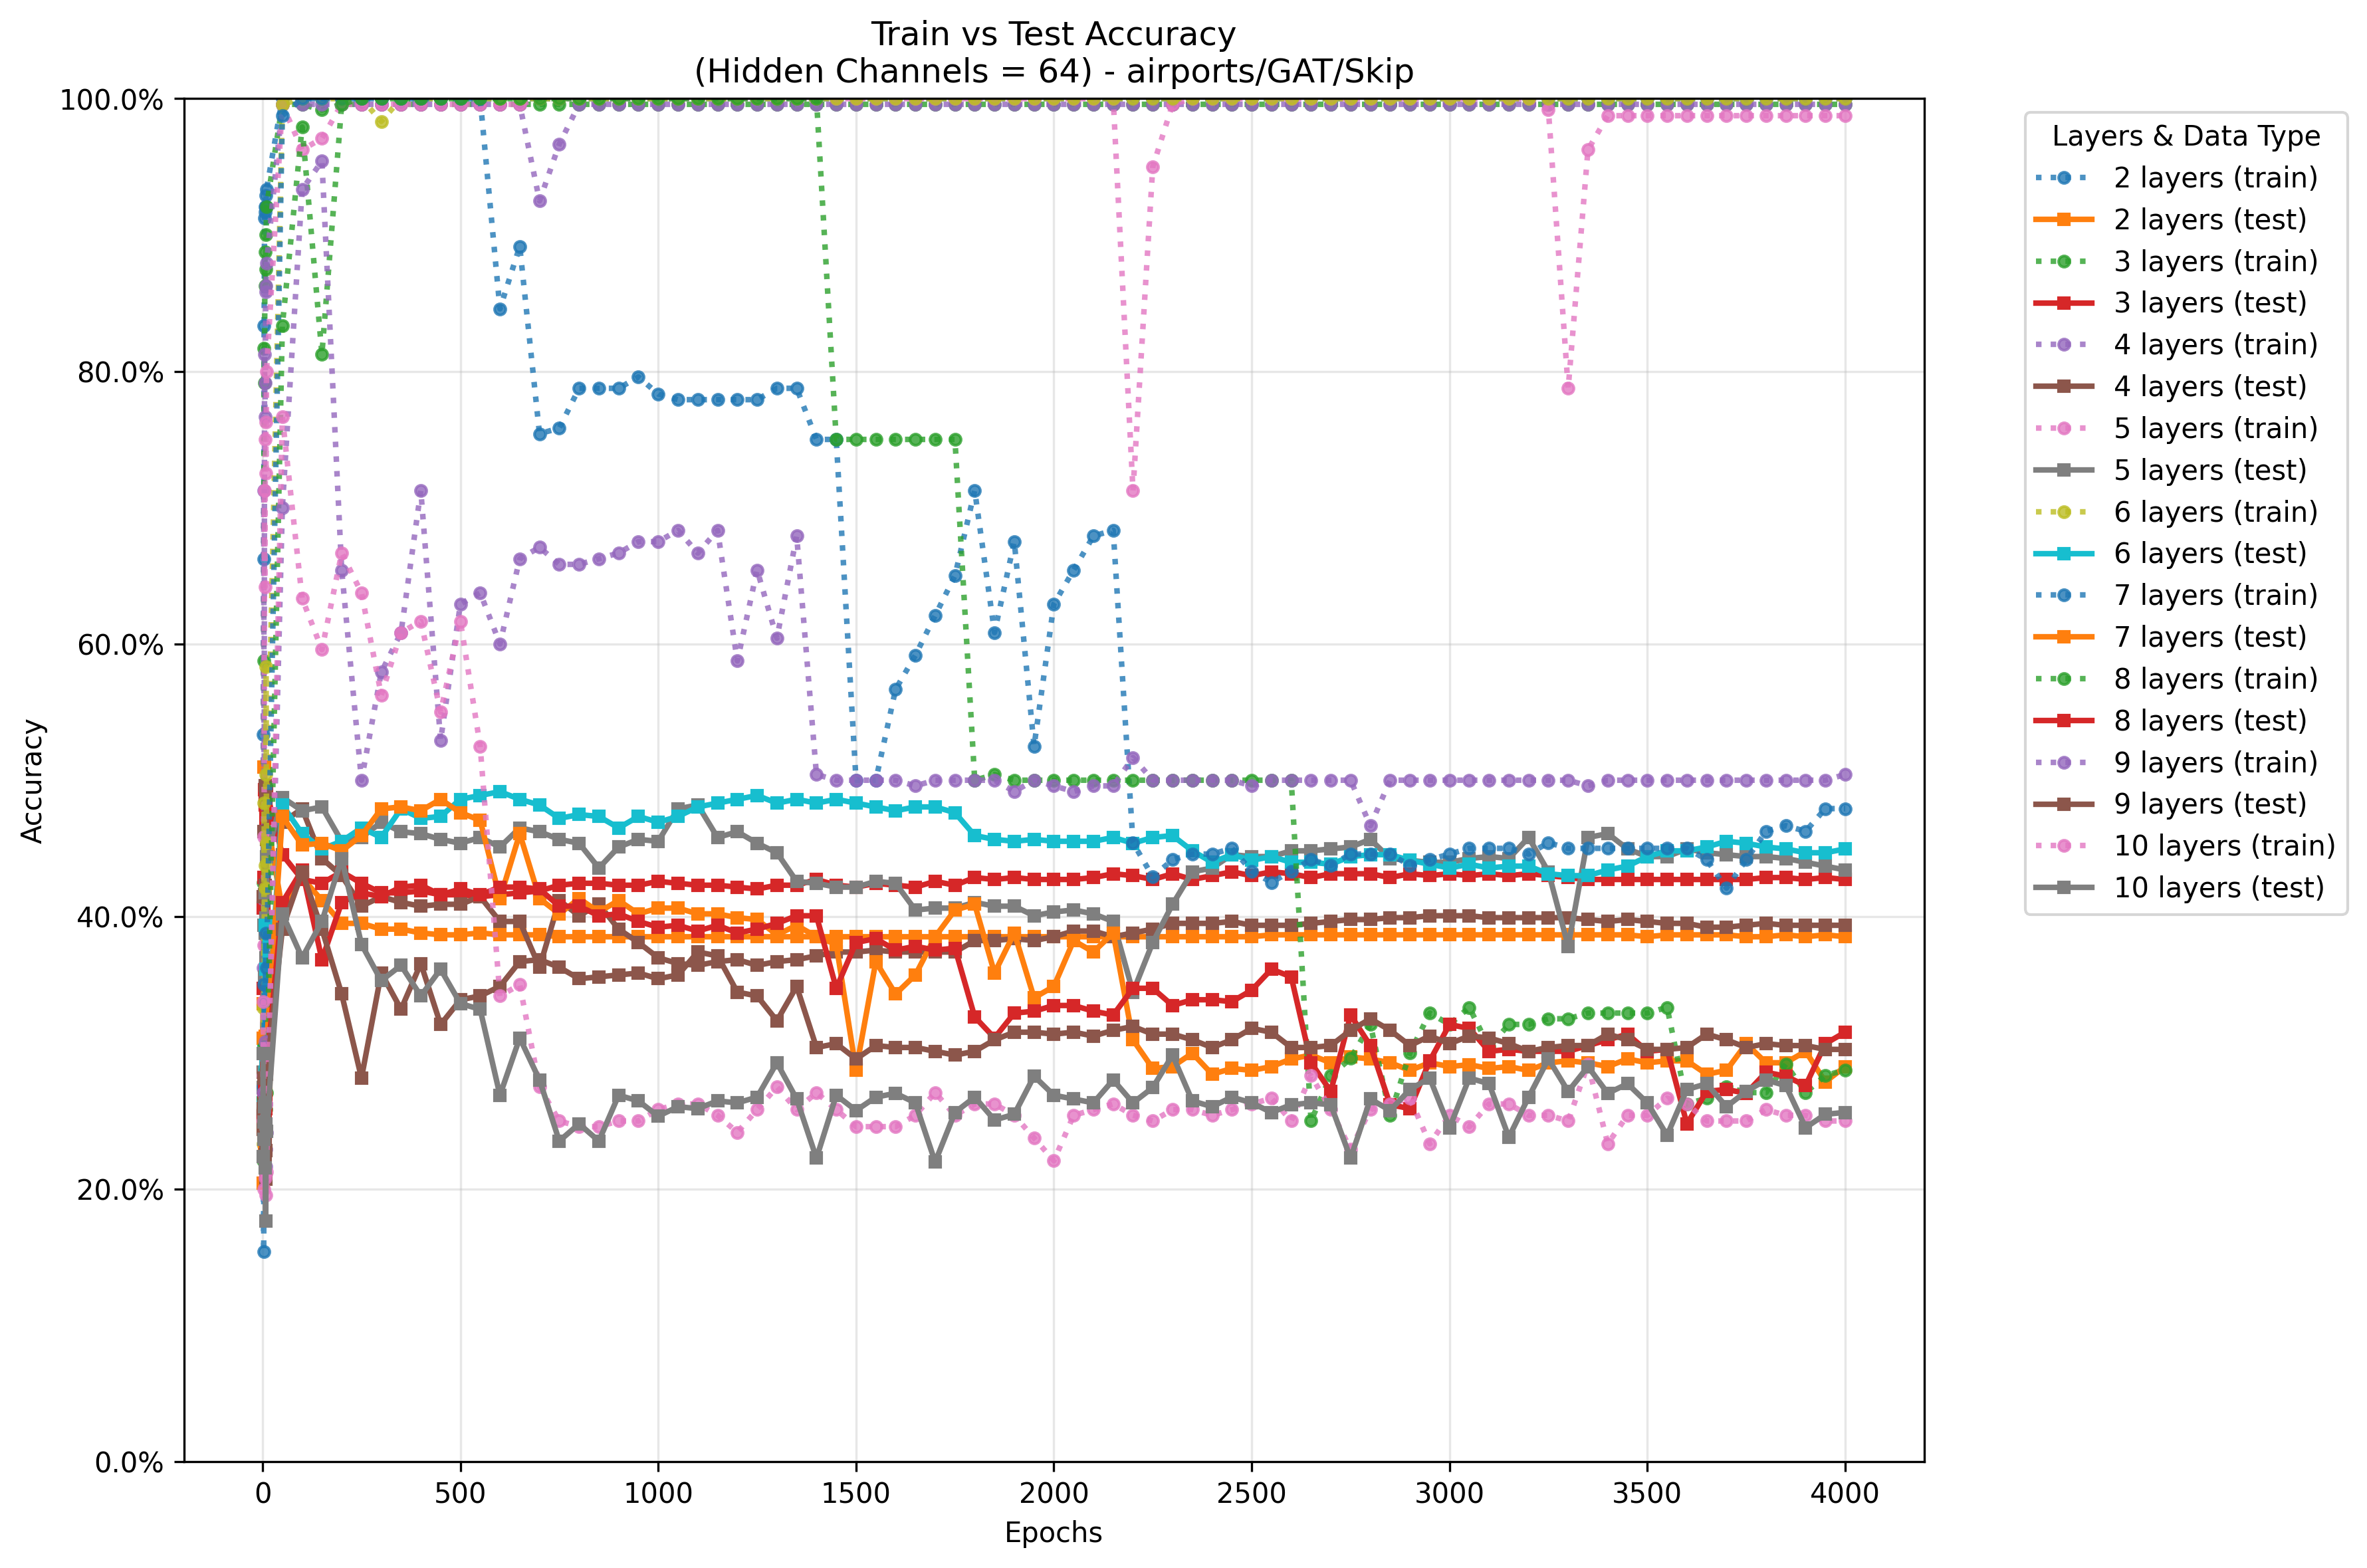 Train vs Test Accuracy
(Hidden Channels = 64) - airports/GAT/Skip
Accuracy
100.0%
80.0%
60.0%
40.0%
20.0%
0.0%
0
500
1000
1500
2000
2500
3000
3500
4000
Epochs
Layers & Data Type
2 layers (train)
2 layers (test)
3 layers (train)
3 layers (test)
4 layers (train)
4 layers (test)
5 layers (train)
5 layers (test)
6 layers (train)
6 layers (test)
7 layers (train)
7 layers (test)
8 layers (train)
8 layers (test)
9 layers (train)
9 layers (test)
10 layers (train)
10 layers (test)